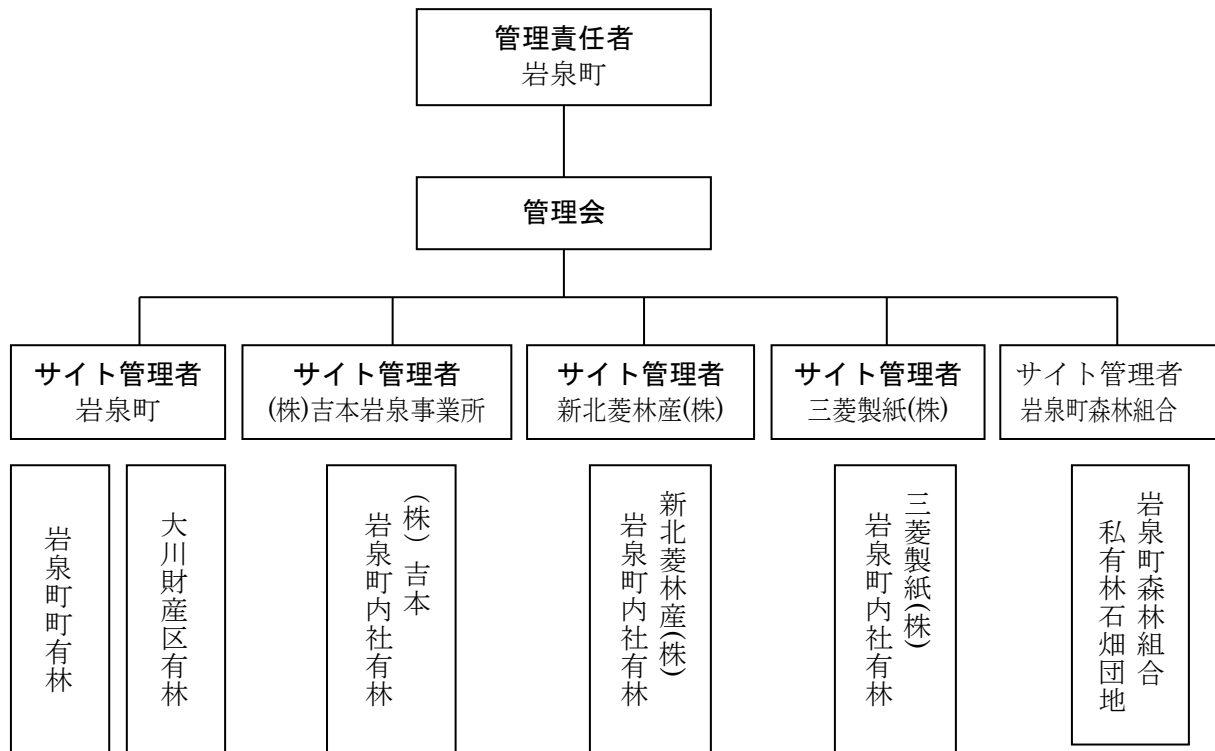 管理責任者
岩泉町
管理会
サイト管理者
岩泉町
サイト管理者
(株)吉本岩泉事業所
サイト管理者
新北菱林産(株)
サイト管理者
三菱製紙(株)
サイト管理者
岩泉町森林組合
岩泉町町有林
大川財産区有林
(株)吉本
岩泉町内社有林
新北菱林産(株)
岩泉町内社有林
三菱製紙(株)
岩泉町内社有林
岩泉町森林組合
私有林石畑団地